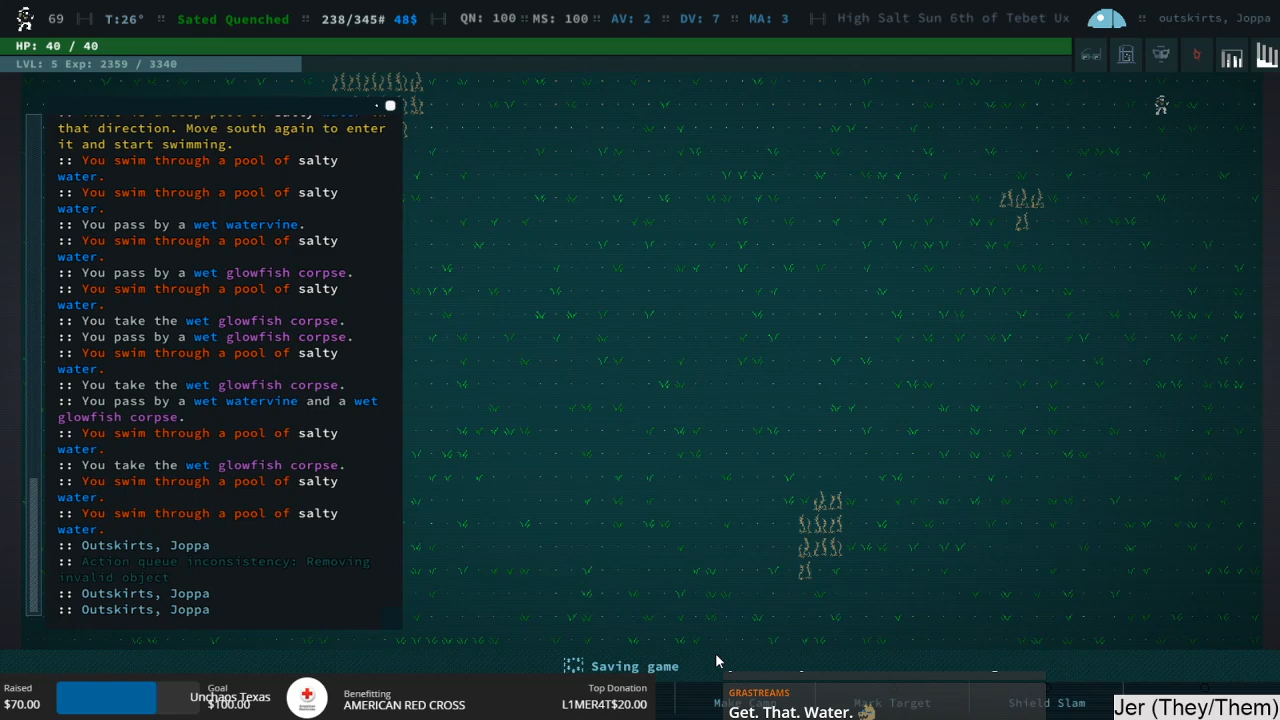 69 T:26° Sated Quenched 238/345# 48$ QN: 100 MS: 100 AV: 2 DV: 7 MA: 3 High Salt Sun 6th of Tebet Ux outskirts, Joppa
HP: 40 / 40
LVL: 5 Exp: 2359 / 3340
that direction. Move south again to enter
it and start swimming.
:: You swim through a pool of salty
water.
:: You swim through a pool of salty
water.
:: You pass by a wet watervine.
:: You swim through a pool of salty
water.
:: You pass by a wet glowfish corpse.
:: You swim through a pool of salty
water.
:: You take the wet glowfish corpse.
:: You pass by a wet glowfish corpse.
:: You swim through a pool of salty
water.
:: You take the wet glowfish corpse.
:: You pass by a wet watervine and a wet
glowfish corpse.
:: You swim through a pool of salty
water.
:: You take the wet glowfish corpse.
:: You swim through a pool of salty
water.
:: You swim through a pool of salty
water.
:: Outskirts, Joppa
:: Action queue inconsistency: Removing
invalid object
:: Outskirts, Joppa
:: Outskirts, Joppa
Saving game
Raised
$70.00
Goal
$100.00
Unchaos Texas
Benefitting
AMERICAN RED CROSS
Top Donation
L1MER4T$20.00
GRASTREAMS
Get. That. Water.
Make Camp
Mark Target
Shield Slam
Jer (They/Them)